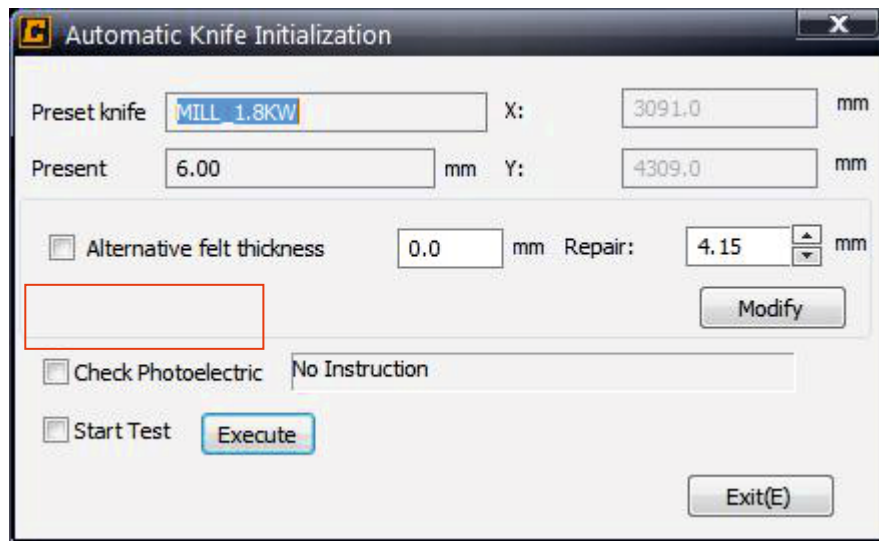 Automatic Knife Initialization
Preset knife MILL_1.8KW X: 3091.0 mm
Present 6.00 mm Y: 4309.0 mm
Alternative felt thickness 0.0 mm Repair: 4.15 mm
Modify
Check Photoelectric No Instruction
Start Test Execute
Exit(E)